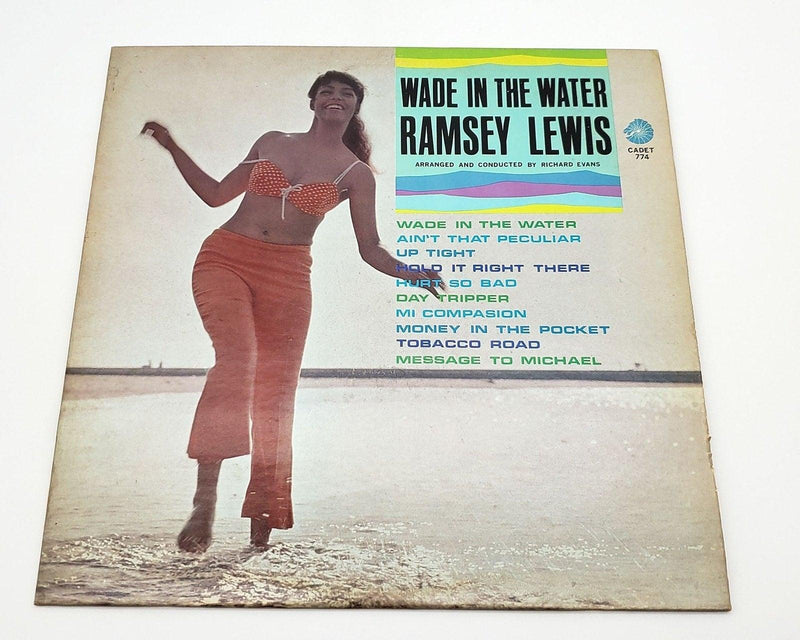 WADE IN THE WATER
RAMSEY LEWIS
ARRANGED AND CONDUCTED BY RICHARD EVANS
CADET
774
WADE IN THE WATER
AIN'T THAT PECULIAR
UP TIGHT
HOLD IT RIGHT THERE
HURT SO BAD
DAY TRIPPER
MI COMPASION
MONEY IN THE POCKET
TOBACCO ROAD
MESSAGE TO MICHAEL